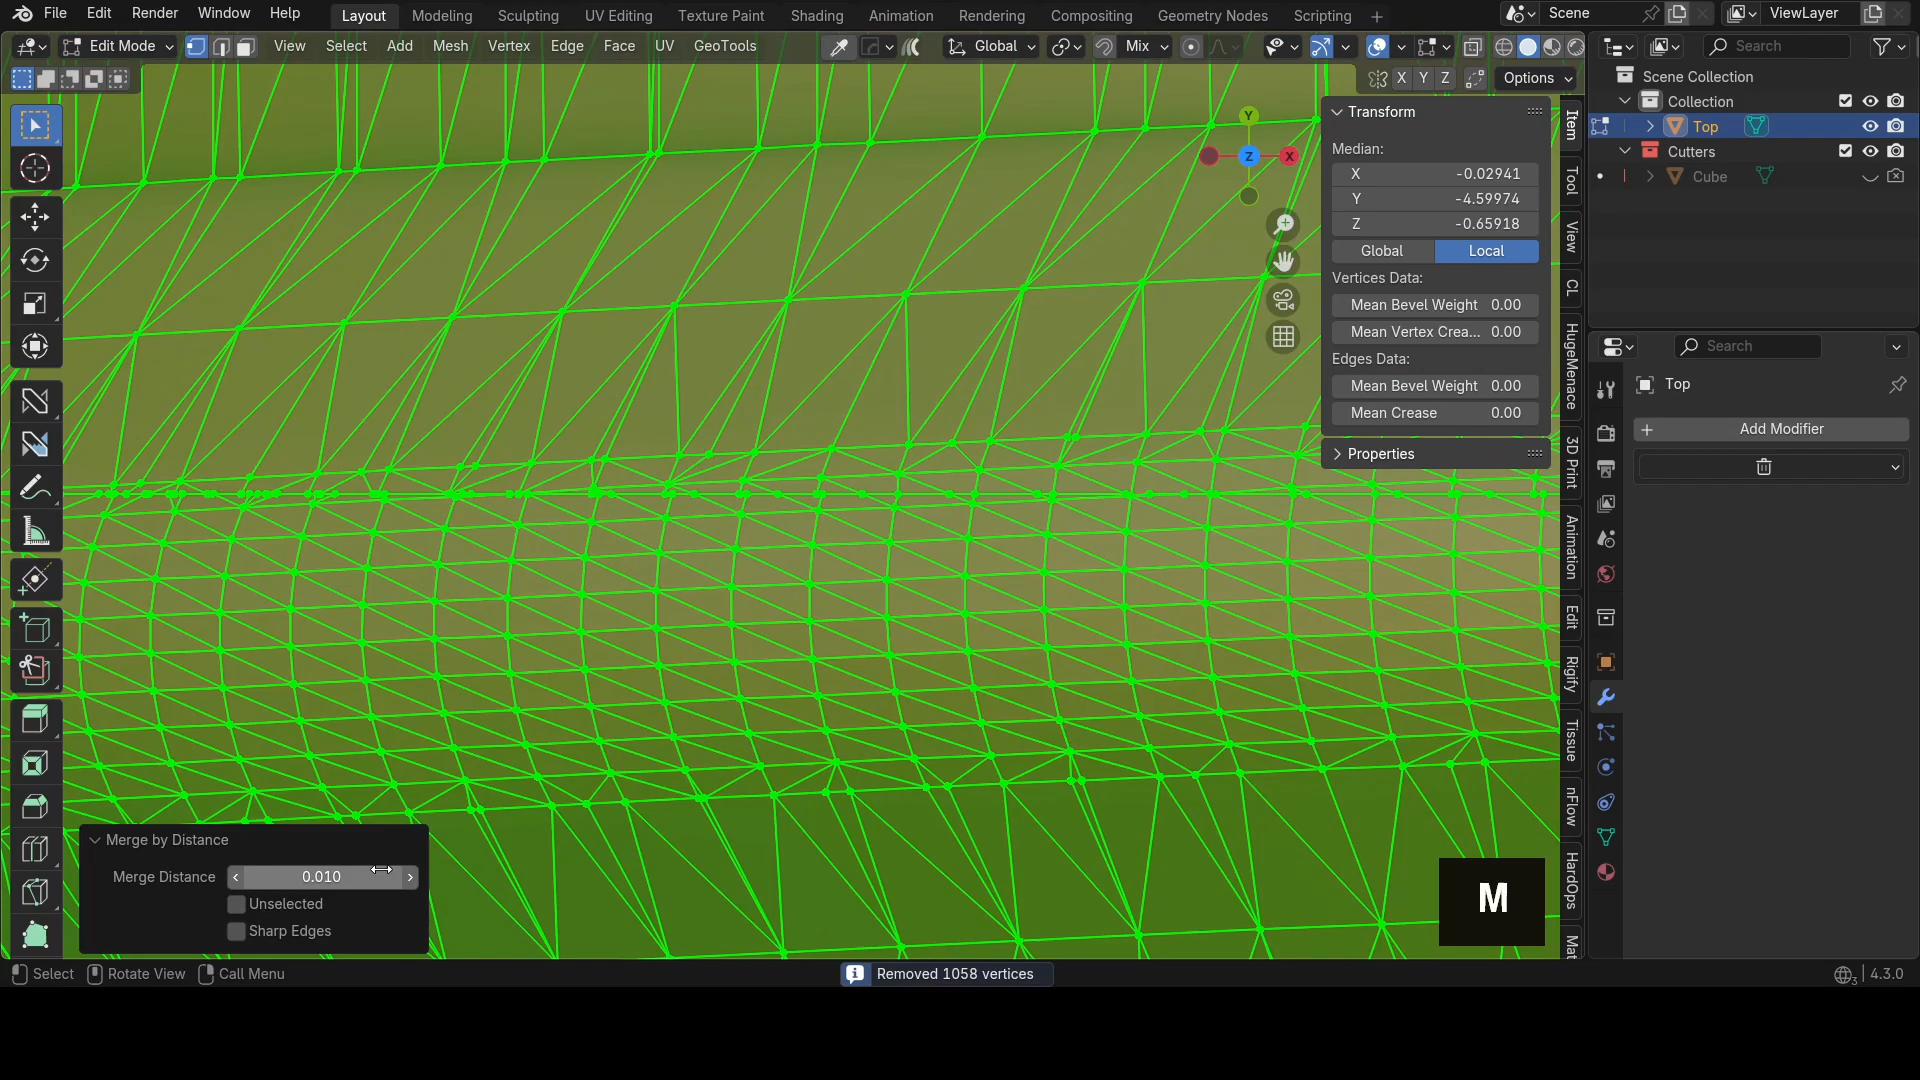 File Edit Render Window Help Layout Modeling Sculpting UV Editing Texture Paint Shading Animation Rendering Compositing Geometry Nodes Scripting + Scene ViewLayer
Edit Mode View Select Add Mesh Vertex Edge Face UV GeoTools Global Mix Search
X Y Z Options
Scene Collection
Collection
Top
Cutters
Cube
Y
Z X
Transform
Median:
X -0.02941
Y -4.59974
Z -0.65918
Global Local
Vertices Data:
Mean Bevel Weight 0.00
Mean Vertex Crea... 0.00
Edges Data:
Mean Bevel Weight 0.00
Mean Crease 0.00
Properties
Item
Tool
View
CL
HugeMenace
3D Print
Animation
Edit
Rigify
Tissue
nFlow
HardOps
Mat
Search
Top
+ Add Modifier
Merge by Distance
Merge Distance 0.010
Unselected
Sharp Edges
M
Select Rotate View Call Menu Removed 1058 vertices 3 4.3.0